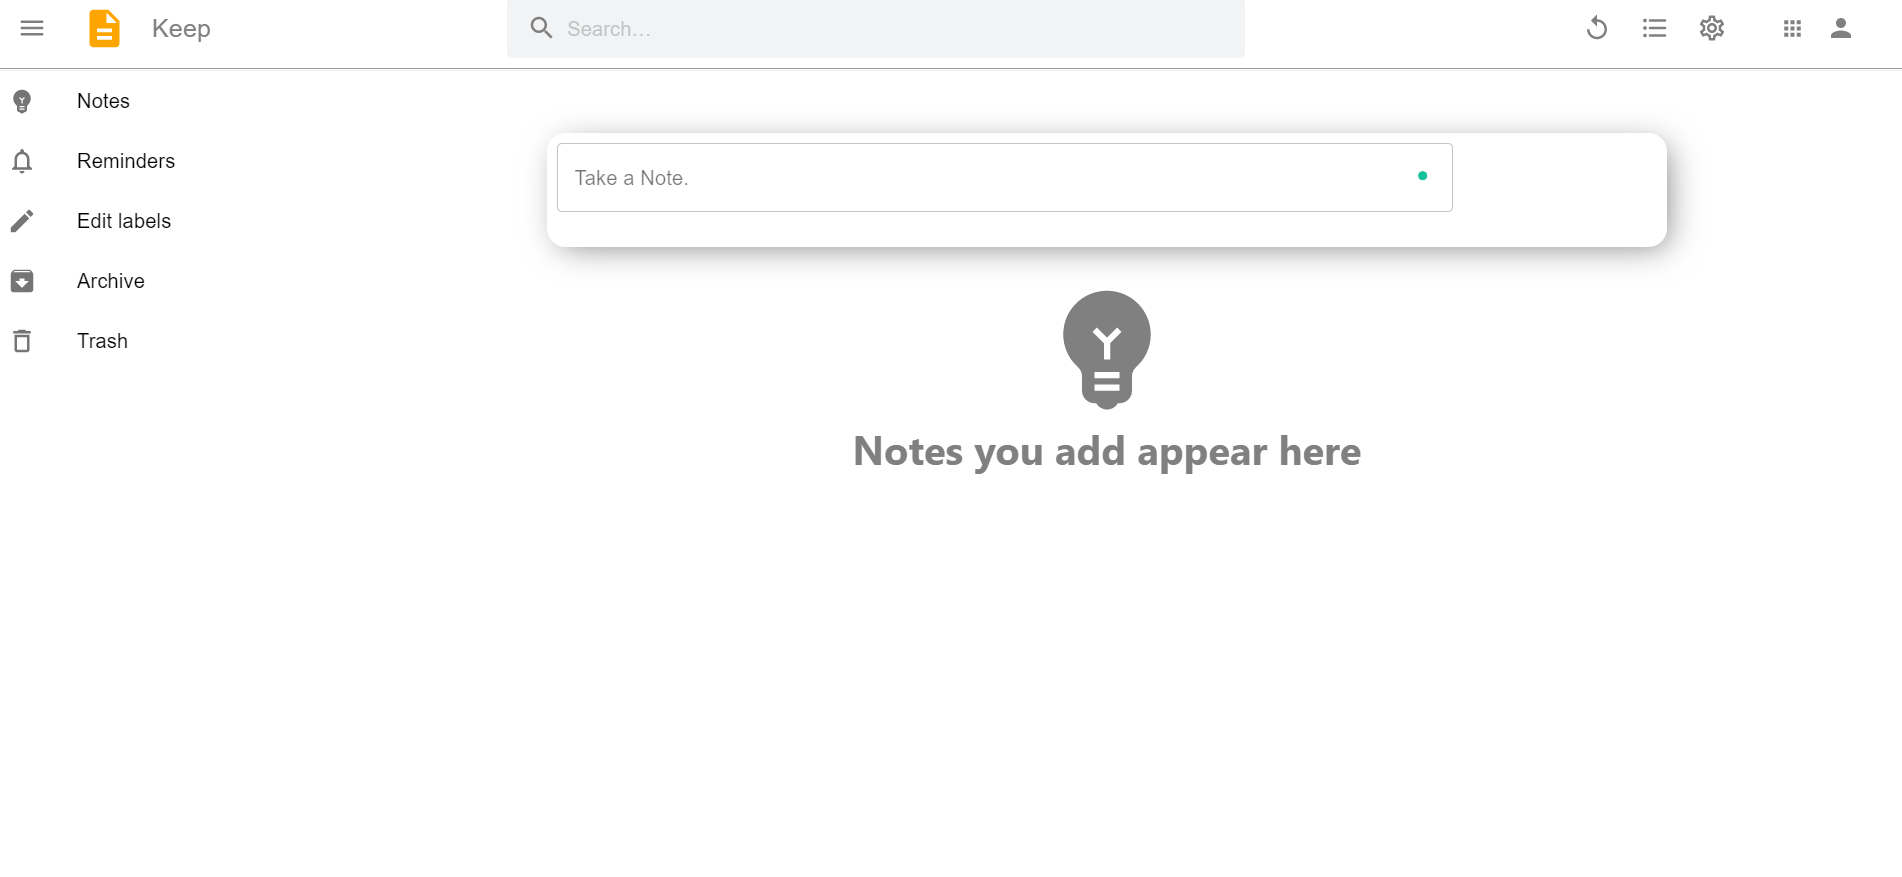 Keep
Search…
Notes
Reminders
Edit labels
Archive
Trash
Take a Note.
Notes you add appear here